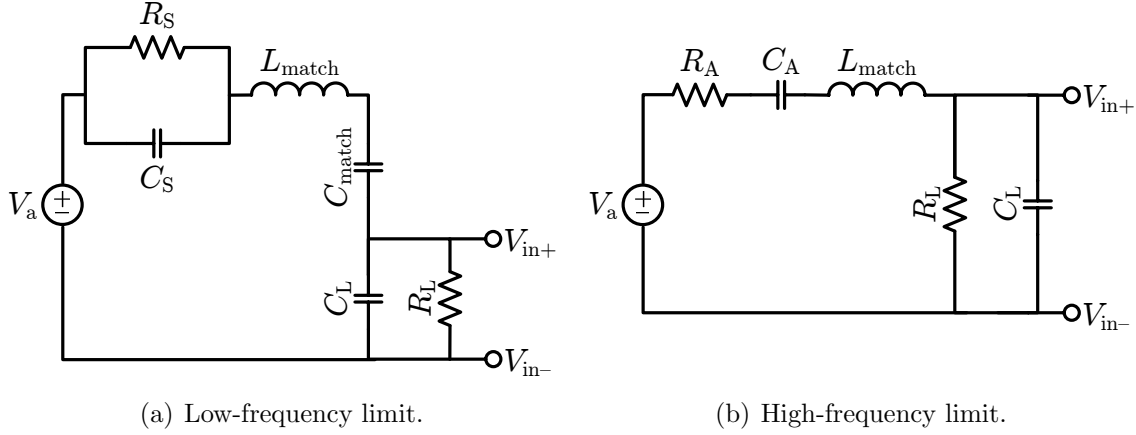 R_S
L_match
C_S
C_match
V_a
+
−
C_L
R_L
V_in+
V_in–
(a) Low-frequency limit.
R_A
C_A
L_match
V_in+
V_a
+
−
R_L
C_L
V_in–
(b) High-frequency limit.